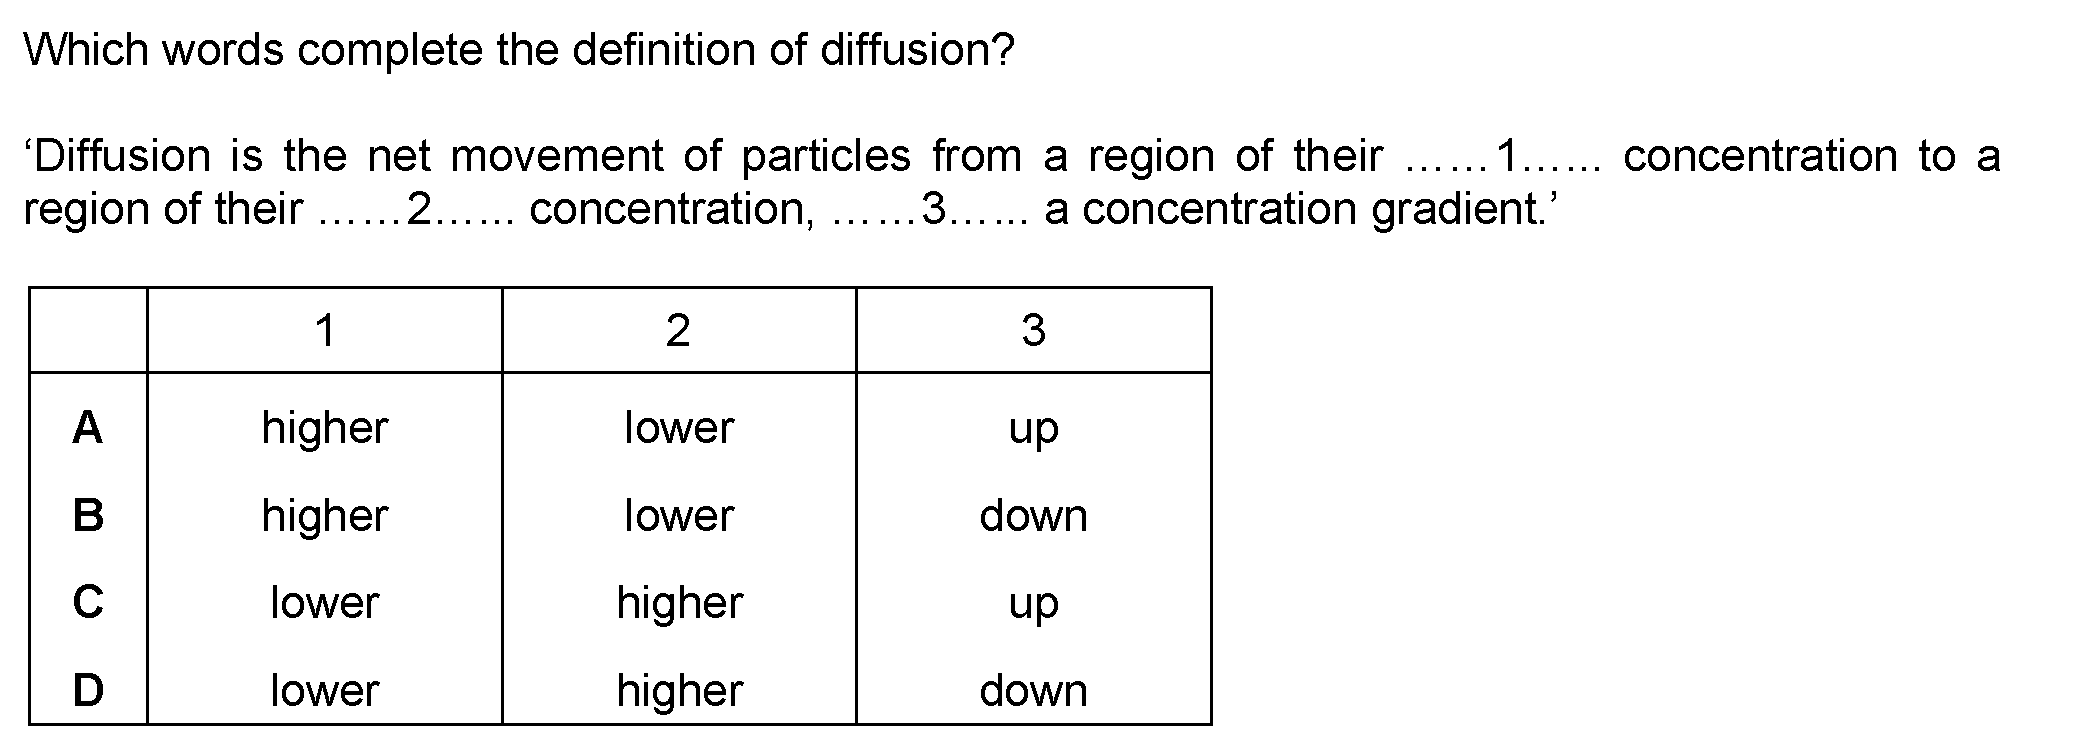 Which words complete the definition of diffusion?
‘Diffusion is the net movement of particles from a region of their ......1...... concentration to a
region of their ......2...... concentration, ......3...... a concentration gradient.’
1 2 3
A higher lower up
B higher lower down
C lower higher up
D lower higher down